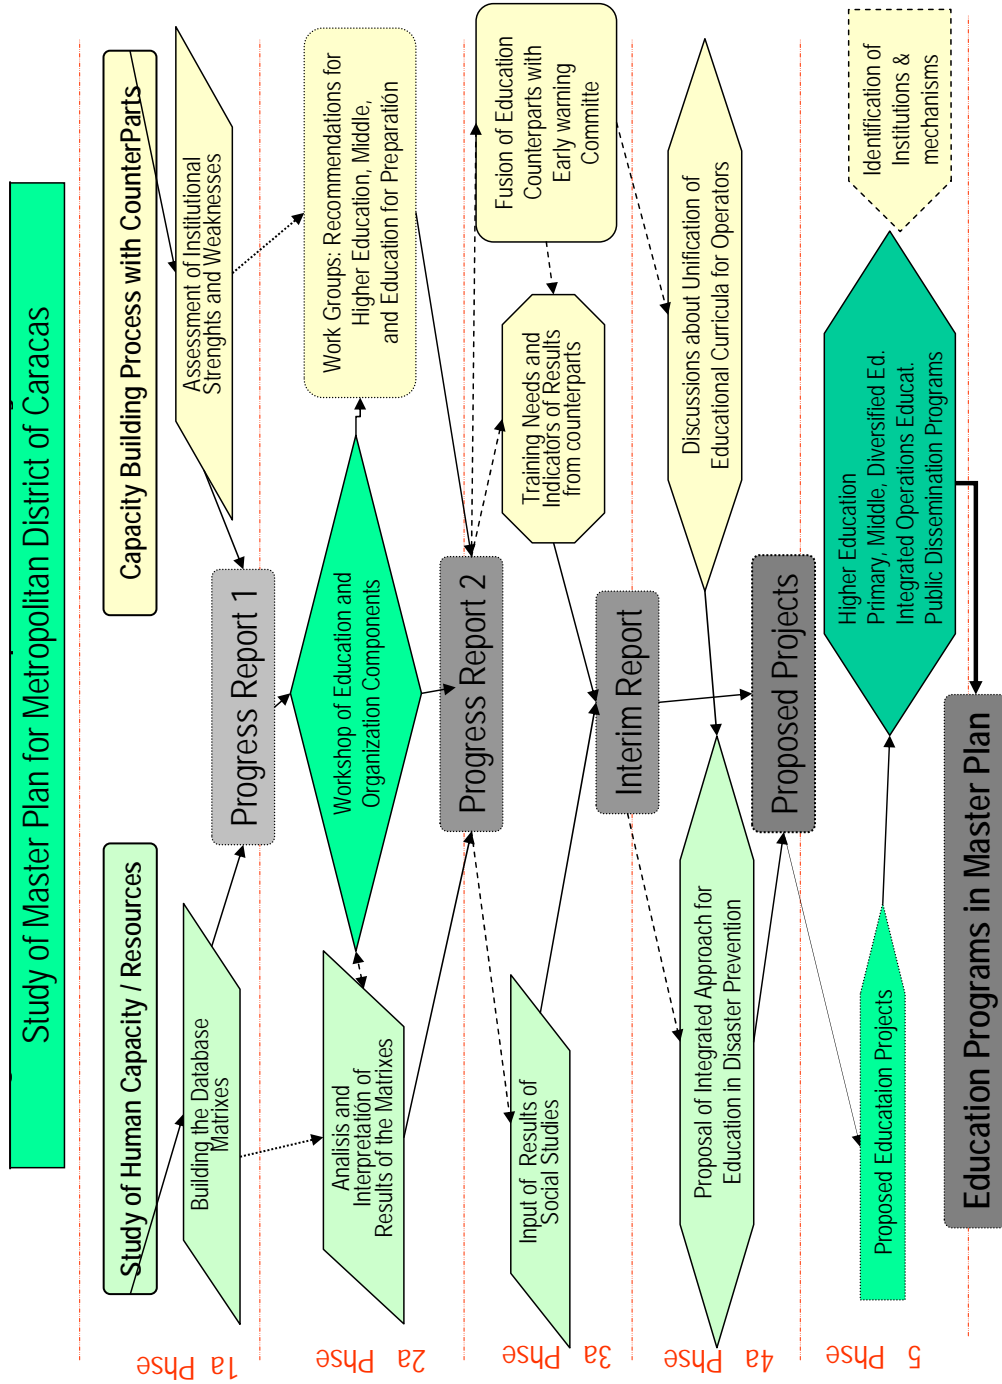 Study of Master Plan for Metropolitan District of Caracas
Study of Human Capacity / Resources
Capacity Building Process with CounterParts
1a Phse
Building the Database
Matrixes
Assessment of Institutional
Strenghts and Weaknesses
Progress Report 1
2a Phse
Analisis and
Interpretation of
Results of the Matrixes
Workshop of Education and
Organization Components
Work Groups: Recommendations for
Higher Education, Middle,
and Education for Preparation
Progress Report 2
3a Phse
Input of Results of
Social Studies
Training Needs and
Indicators of Results
from counterparts
Fusion of Education
Counterparts with
Early warning
Committe
Interim Report
4a Phse
Proposal of Integrated Approach for
Education in Disaster Prevention
Discussions about Unification of
Educational Curricula for Operators
Proposed Projects
5 Phse
Proposed Educataion Projects
Higher Education
Primary, Middle, Diversified Ed.
Integrated Operations Educat.
Public Dissemination Programs
Identification of
Institutions &
mechanisms
Education Programs in Master Plan